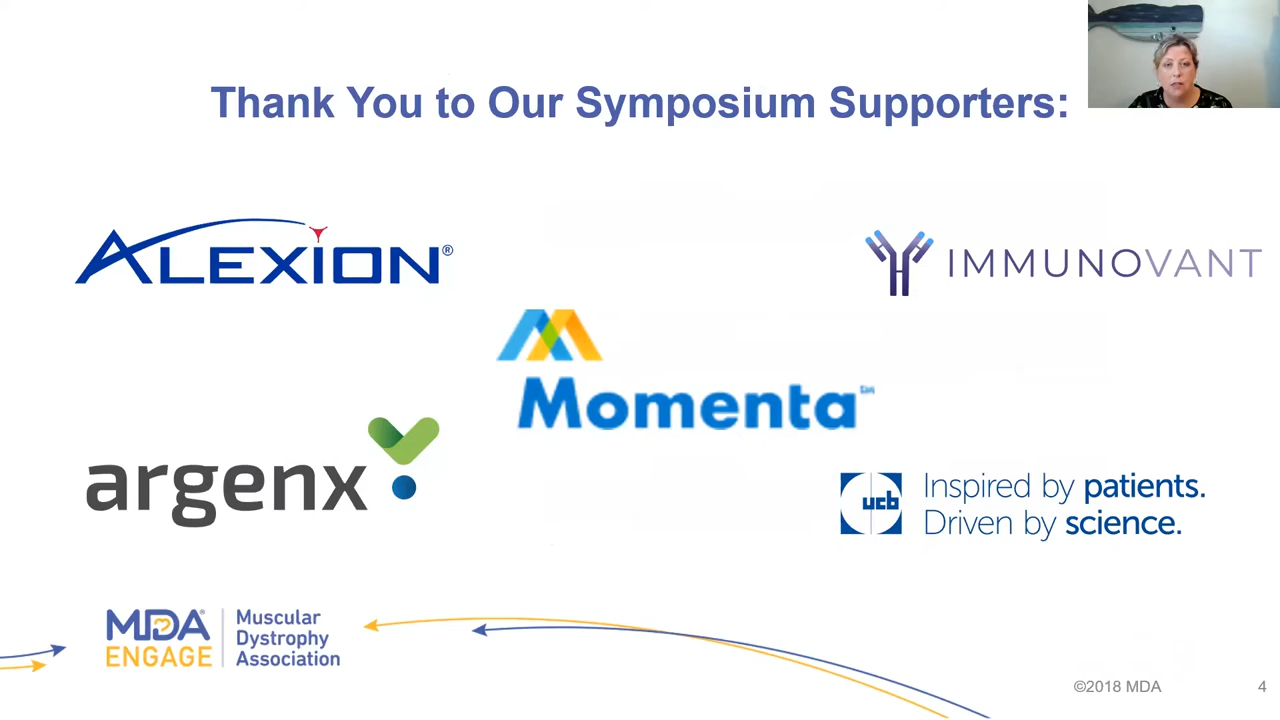 Thank You to Our Symposium Supporters:
ALEXION®
IMMUNOVANT
Momenta
argenx
ucb
Inspired by patients.
Driven by science.
MDA®
ENGAGE
Muscular
Dystrophy
Association
©2018 MDA
4